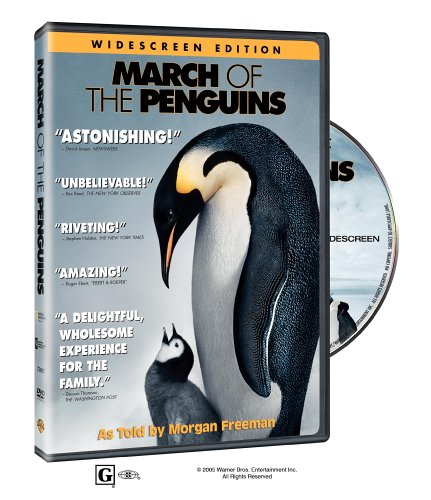 WIDESCREEN EDITION
MARCH OF
THE PENGUINS
"ASTONISHING!"
– David Ansen, NEWSWEEK
"UNBELIEVABLE!"
– Rex Reed, THE NEW YORK OBSERVER
"RIVETING!"
– Stephen Holden, THE NEW YORK TIMES
"AMAZING!"
– Roger Ebert, "EBERT & ROEPER"
"A DELIGHTFUL,
WHOLESOME
EXPERIENCE
FOR THE
FAMILY."
– Desson Thomson,
THE WASHINGTON POST
As Told by Morgan Freeman
MARCH OF THE PENGUINS
DVD
DESCREEN
G
© 2005 Warner Bros. Entertainment Inc.
All Rights Reserved